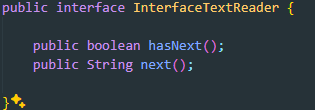 public interface InterfaceTextReader {
public boolean hasNext();
public String next();
}